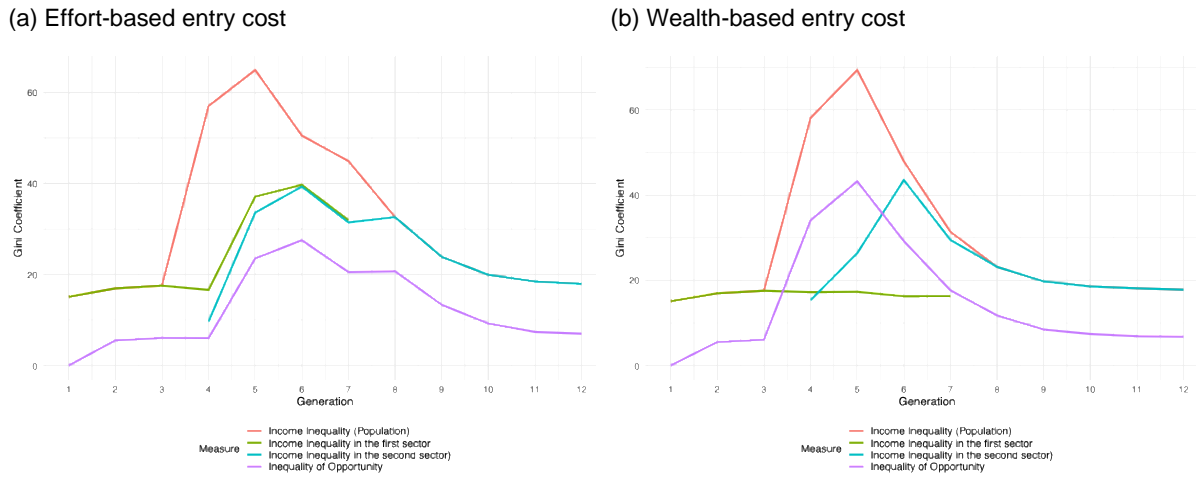 (a) Effort-based entry cost
Gini Coefficient
60
40
20
0
1 2 3 4 5 6 7 8 9 10 11 12
Generation
Measure
Income Inequality (Population)
Income Inequality in the first sector
Income Inequality in the second sector)
Inequality of Opportunity
(b) Wealth-based entry cost
Gini Coefficient
60
40
20
0
1 2 3 4 5 6 7 8 9 10 11 12
Generation
Measure
Income Inequality (Population)
Income Inequality in the first sector
Income Inequality in the second sector)
Inequality of Opportunity